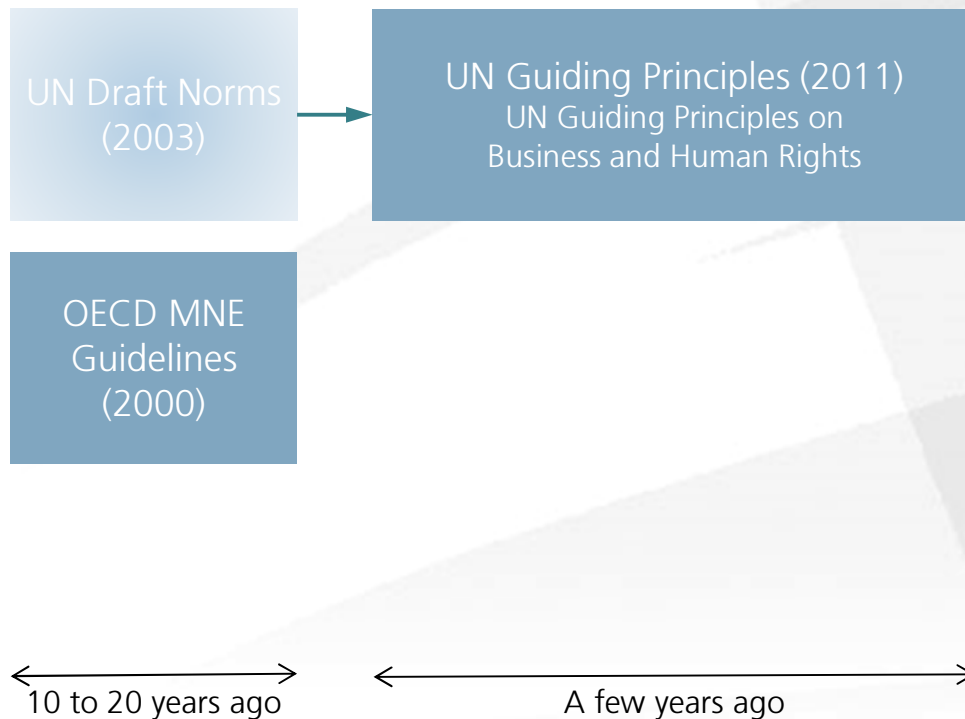 UN Draft Norms
(2003)
UN Guiding Principles (2011)
UN Guiding Principles on
Business and Human Rights
OECD MNE
Guidelines
(2000)
10 to 20 years ago
A few years ago